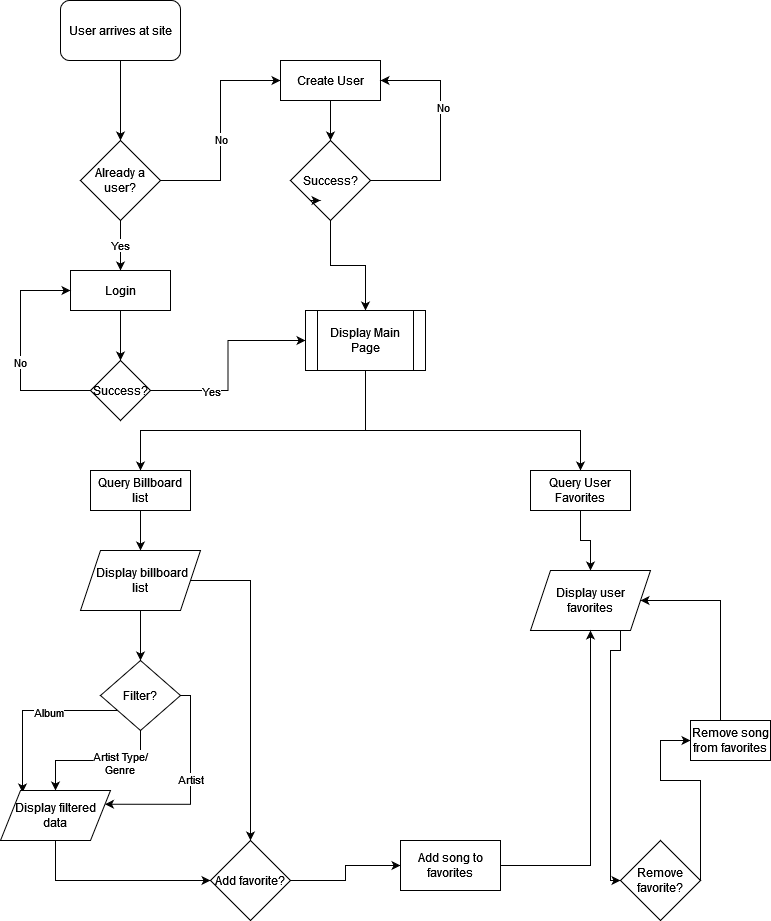 User arrives at site
Create User
No
No
Already a
user?
Success?
Yes
Login
Display Main
Page
No
Success?
Yes
Query Billboard
list
Query User
Favorites
Display billboard
list
Display user
favorites
Filter?
Album
Artist Type/
Genre
Artist
Remove song
from favorites
Display filtered
data
Add favorite?
Add song to
favorites
Remove
favorite?